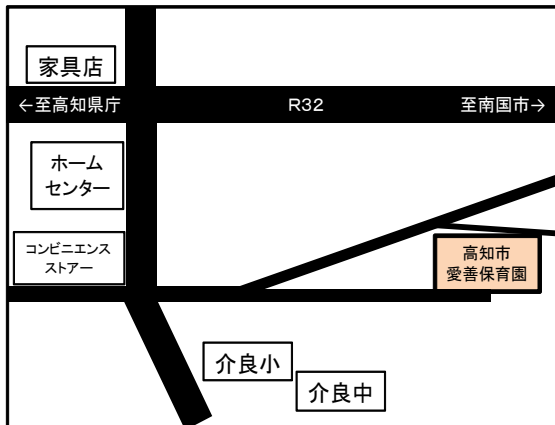 家具店
←至高知県庁
R32
至南国市→
ホーム
センター
コンビニエンス
ストアー
高知市
愛善保育園
介良小
介良中